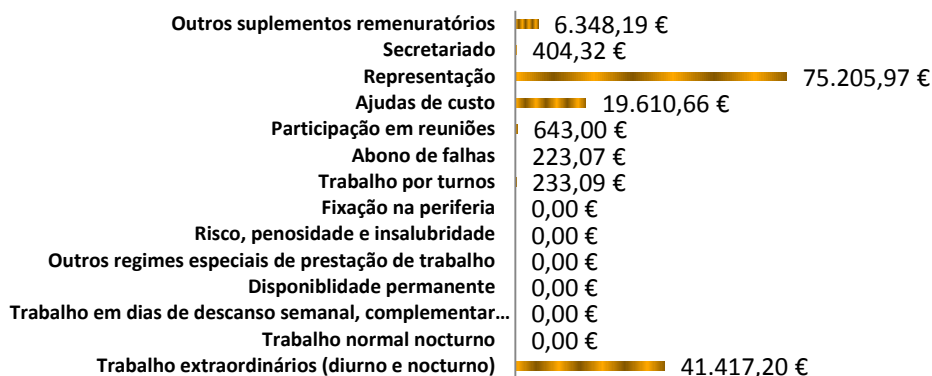 Outros suplementos remenuratórios 6.348,19 €
Secretariado 404,32 €
Representação 75.205,97 €
Ajudas de custo 19.610,66 €
Participação em reuniões 643,00 €
Abono de falhas 223,07 €
Trabalho por turnos 233,09 €
Fixação na periferia 0,00 €
Risco, penosidade e insalubridade 0,00 €
Outros regimes especiais de prestação de trabalho 0,00 €
Disponiblidade permanente 0,00 €
Trabalho em dias de descanso semanal, complementar… 0,00 €
Trabalho normal nocturno 0,00 €
Trabalho extraordinários (diurno e nocturno) 41.417,20 €